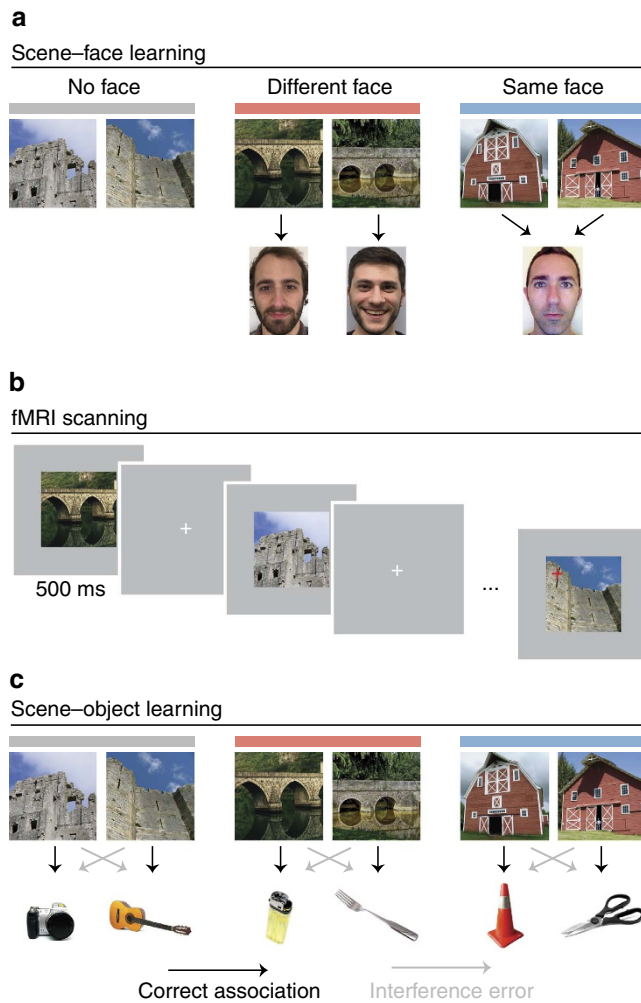 a
Scene–face learning
No face
Different face
Same face
b
fMRI scanning
500 ms
...
c
Scene–object learning
Correct association
Interference error